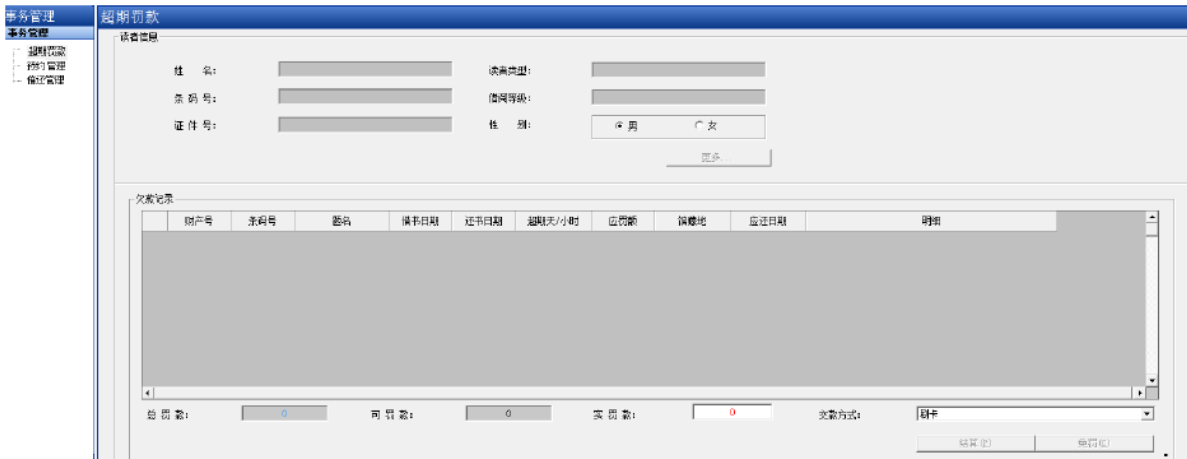 事务管理
事务管理
超期罚款
预约管理
偿还管理
超期罚款
读者信息
姓 名: 读者类型:
条 码 号: 借阅等级:
证 件 号: 性 别: 男 女
更多...
欠款记录
财产号 条码号 题名 借书日期 还书日期 超期天/小时 应罚额 馆藏地 应还日期 明细
总 罚 款: 0 可 罚 款: 0 实 罚 款: 0 交款方式: 刷卡